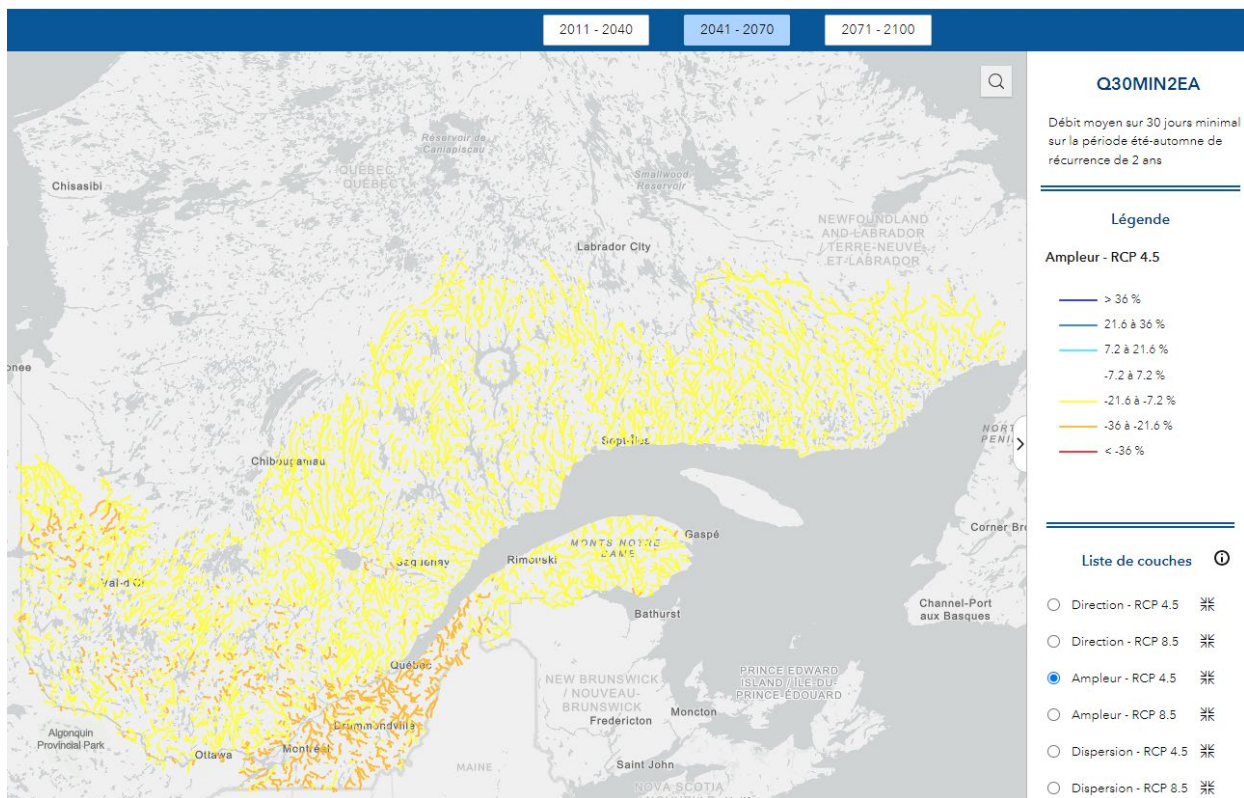 2011 - 2040
2041 - 2070
2071 - 2100
Réservoir de
Caniapiscau
QUÉBEC /
QUÉBEC
Chisasibi
Smallwood
Reservoir
NEWFOUNDLAND
AND LABRADOR
/ TERRE-NEUVE-
ET-LABRADOR
Labrador City
onee
Sept-Îles
Chibougamau
NORT
PENIN
Corner Bro
MONTS NOTRE
DAME
Gaspé
Rimouski
Saguenay
Val-d'Or
Channel-Port
aux Basques
Bathurst
Québec
PRINCE EDWARD
ISLAND / ÎLE-DU-
PRINCE-ÉDOUARD
NEW BRUNSWICK
/ NOUVEAU-
BRUNSWICK
Moncton
Fredericton
Drummondville
Algonquin
Provincial Park
Montréal
Ottawa
Saint John
MAINE
NOVA SCOTIA
Q30MIN2EA
Débit moyen sur 30 jours minimal
sur la période été-automne de
récurrence de 2 ans
Légende
Ampleur - RCP 4.5
> 36 %
21.6 à 36 %
7.2 à 21.6 %
-7.2 à 7.2 %
-21.6 à -7.2 %
-36 à -21.6 %
< -36 %
Liste de couches
Direction - RCP 4.5
Direction - RCP 8.5
Ampleur - RCP 4.5
Ampleur - RCP 8.5
Dispersion - RCP 4.5
Dispersion - RCP 8.5